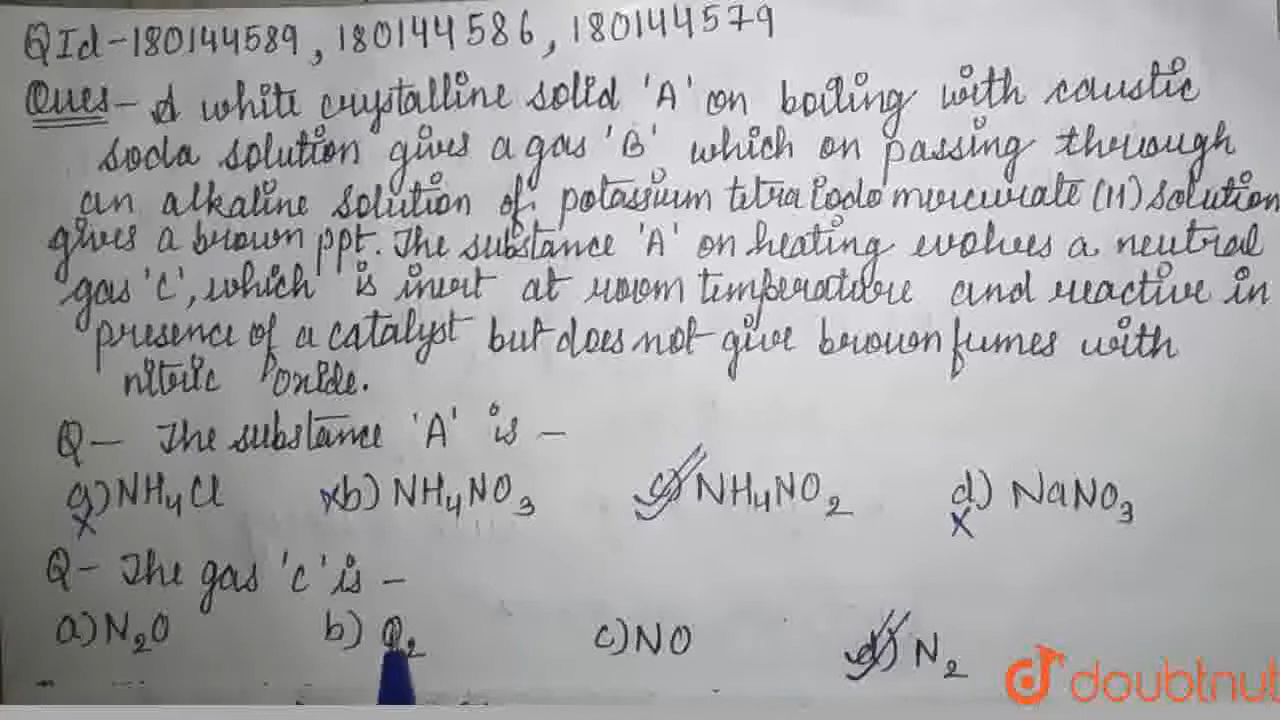 QId-180144589, 180144586, 180144579
Ques- A white crystalline solid 'A' on boiling with caustic
soda solution gives a gas 'B' which on passing through
an alkaline solution of potassium tetraiodomercurate (II) solution
gives a brown ppt. The substance 'A' on heating evolves a neutral
gas 'C', which is inert at room temperature and reactive in
presence of a catalyst but does not give brown fumes with
nitric oxide.
Q- The substance 'A' is -
a) NH₄Cl b) NH₄NO₃ c) NH₄NO₂ d) NaNO₃
Q- The gas 'C' is -
a) N₂O b) O₂ c) NO d) N₂
doubtnut